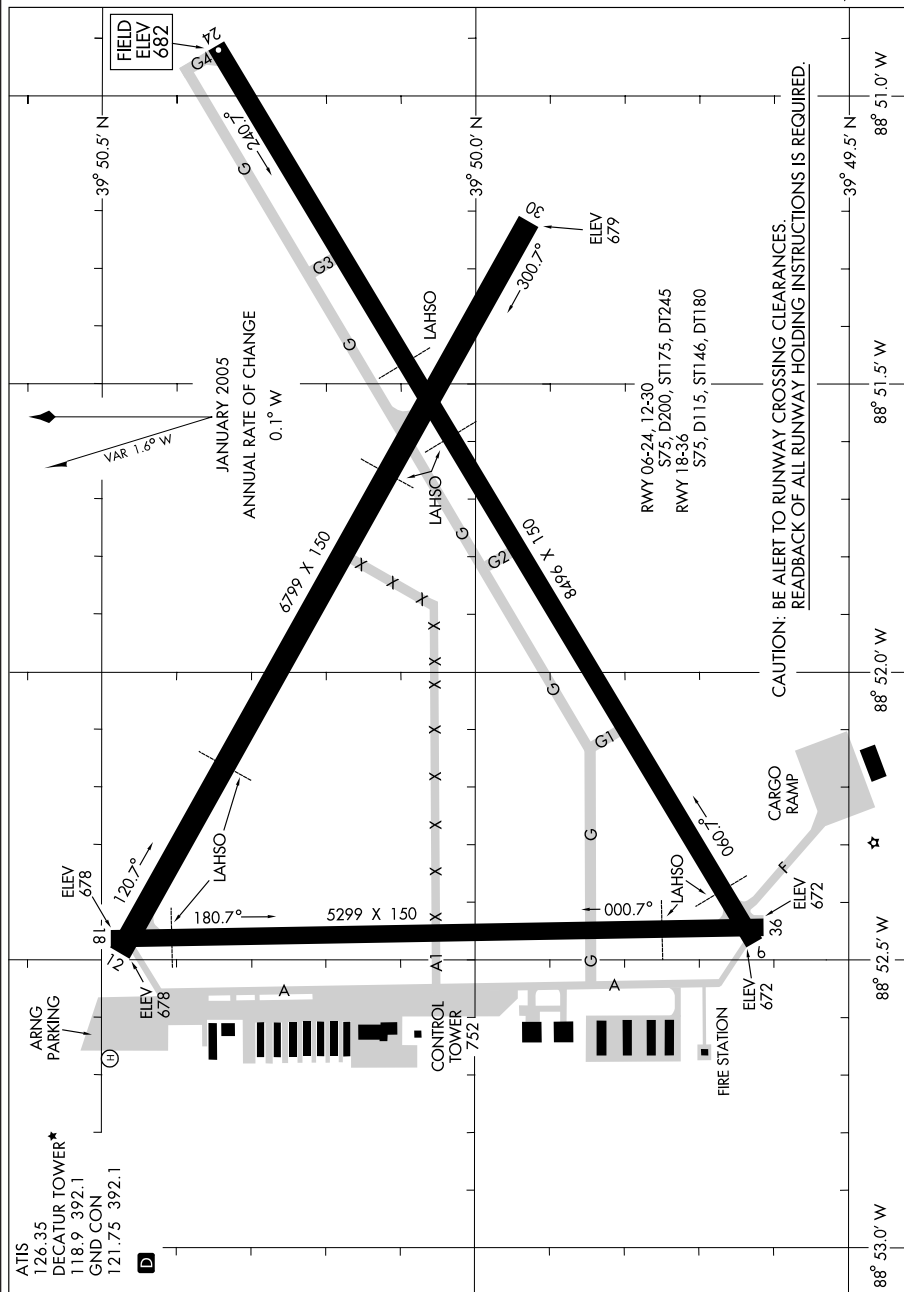 ATIS
126.35
DECATUR TOWER★
118.9 392.1
GND CON
121.75 392.1
D
FIELD
ELEV
682
24
G4
240.7°
G
39° 50.5' N
39° 50.0' N
39° 49.5' N
88° 51.0' W
88° 51.5' W
88° 52.0' W
88° 52.5' W
88° 53.0' W
VAR 1.6° W
JANUARY 2005
ANNUAL RATE OF CHANGE
0.1° W
G3
G
30
300.7°
ELEV
679
LAHSO
LAHSO
6799 X 150
8496 X 150
G
G2
G
G1
G
G
X X X X X X X X X X X
RWY 06-24, 12-30
S75, D200, ST175, DT245
RWY 18-36
S75, D115, ST146, DT180
CAUTION: BE ALERT TO RUNWAY CROSSING CLEARANCES.
READBACK OF ALL RUNWAY HOLDING INSTRUCTIONS IS REQUIRED.
ELEV
678
18
12
120.7°
ELEV
678
LAHSO
180.7°
5299 X 150
000.7°
LAHSO
060.7°
CARGO
RAMP
F
ELEV
672
36
6
ELEV
672
A
A1
A
ARNG
PARKING
H
CONTROL
TOWER
752
FIRE STATION